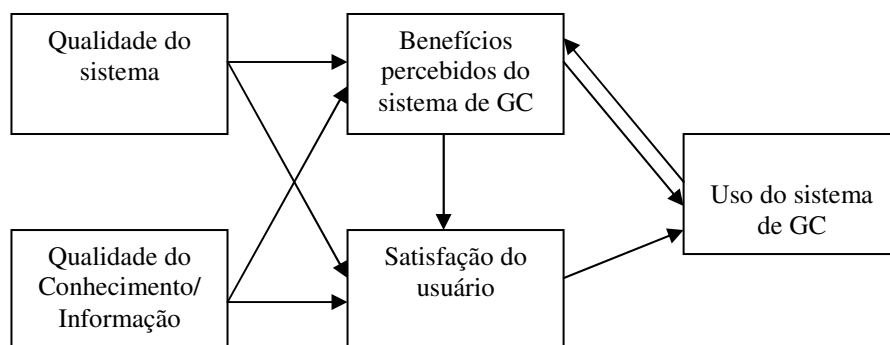 Qualidade do
sistema
Benefícios
percebidos do
sistema de GC
Uso do sistema
de GC
Qualidade do
Conhecimento/
Informação
Satisfação do
usuário